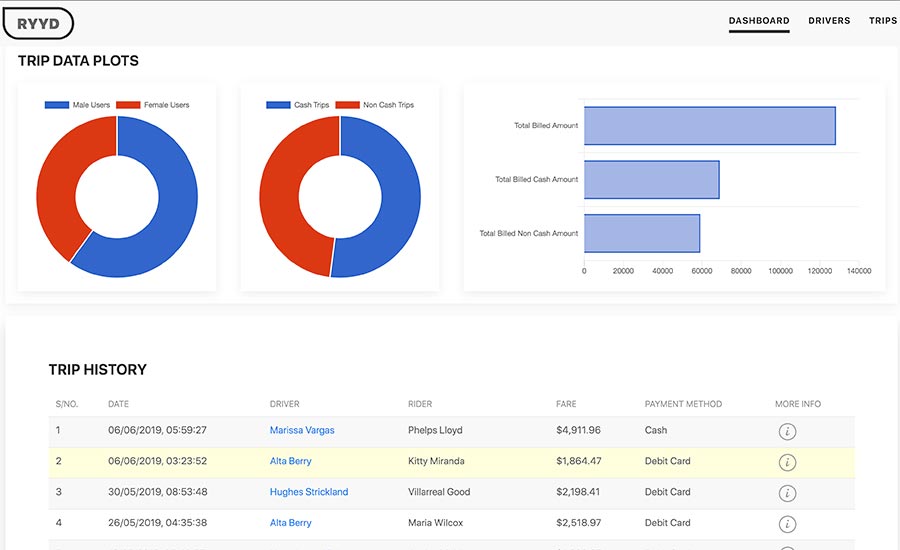 RYYD
DASHBOARD DRIVERS TRIPS
TRIP DATA PLOTS
Male Users Female Users
Cash Trips Non Cash Trips
Total Billed Amount
Total Billed Cash Amount
Total Billed Non Cash Amount
0 20000 40000 60000 80000 100000 120000 140000
TRIP HISTORY
S/NO. DATE DRIVER RIDER FARE PAYMENT METHOD MORE INFO
1 06/06/2019, 05:59:27 Marissa Vargas Phelps Lloyd $4,911.96 Cash i
2 06/06/2019, 03:23:52 Alta Berry Kitty Miranda $1,864.47 Debit Card i
3 30/05/2019, 08:53:48 Hughes Strickland Villarreal Good $2,198.41 Debit Card i
4 26/05/2019, 04:35:38 Alta Berry Maria Wilcox $2,518.97 Debit Card i